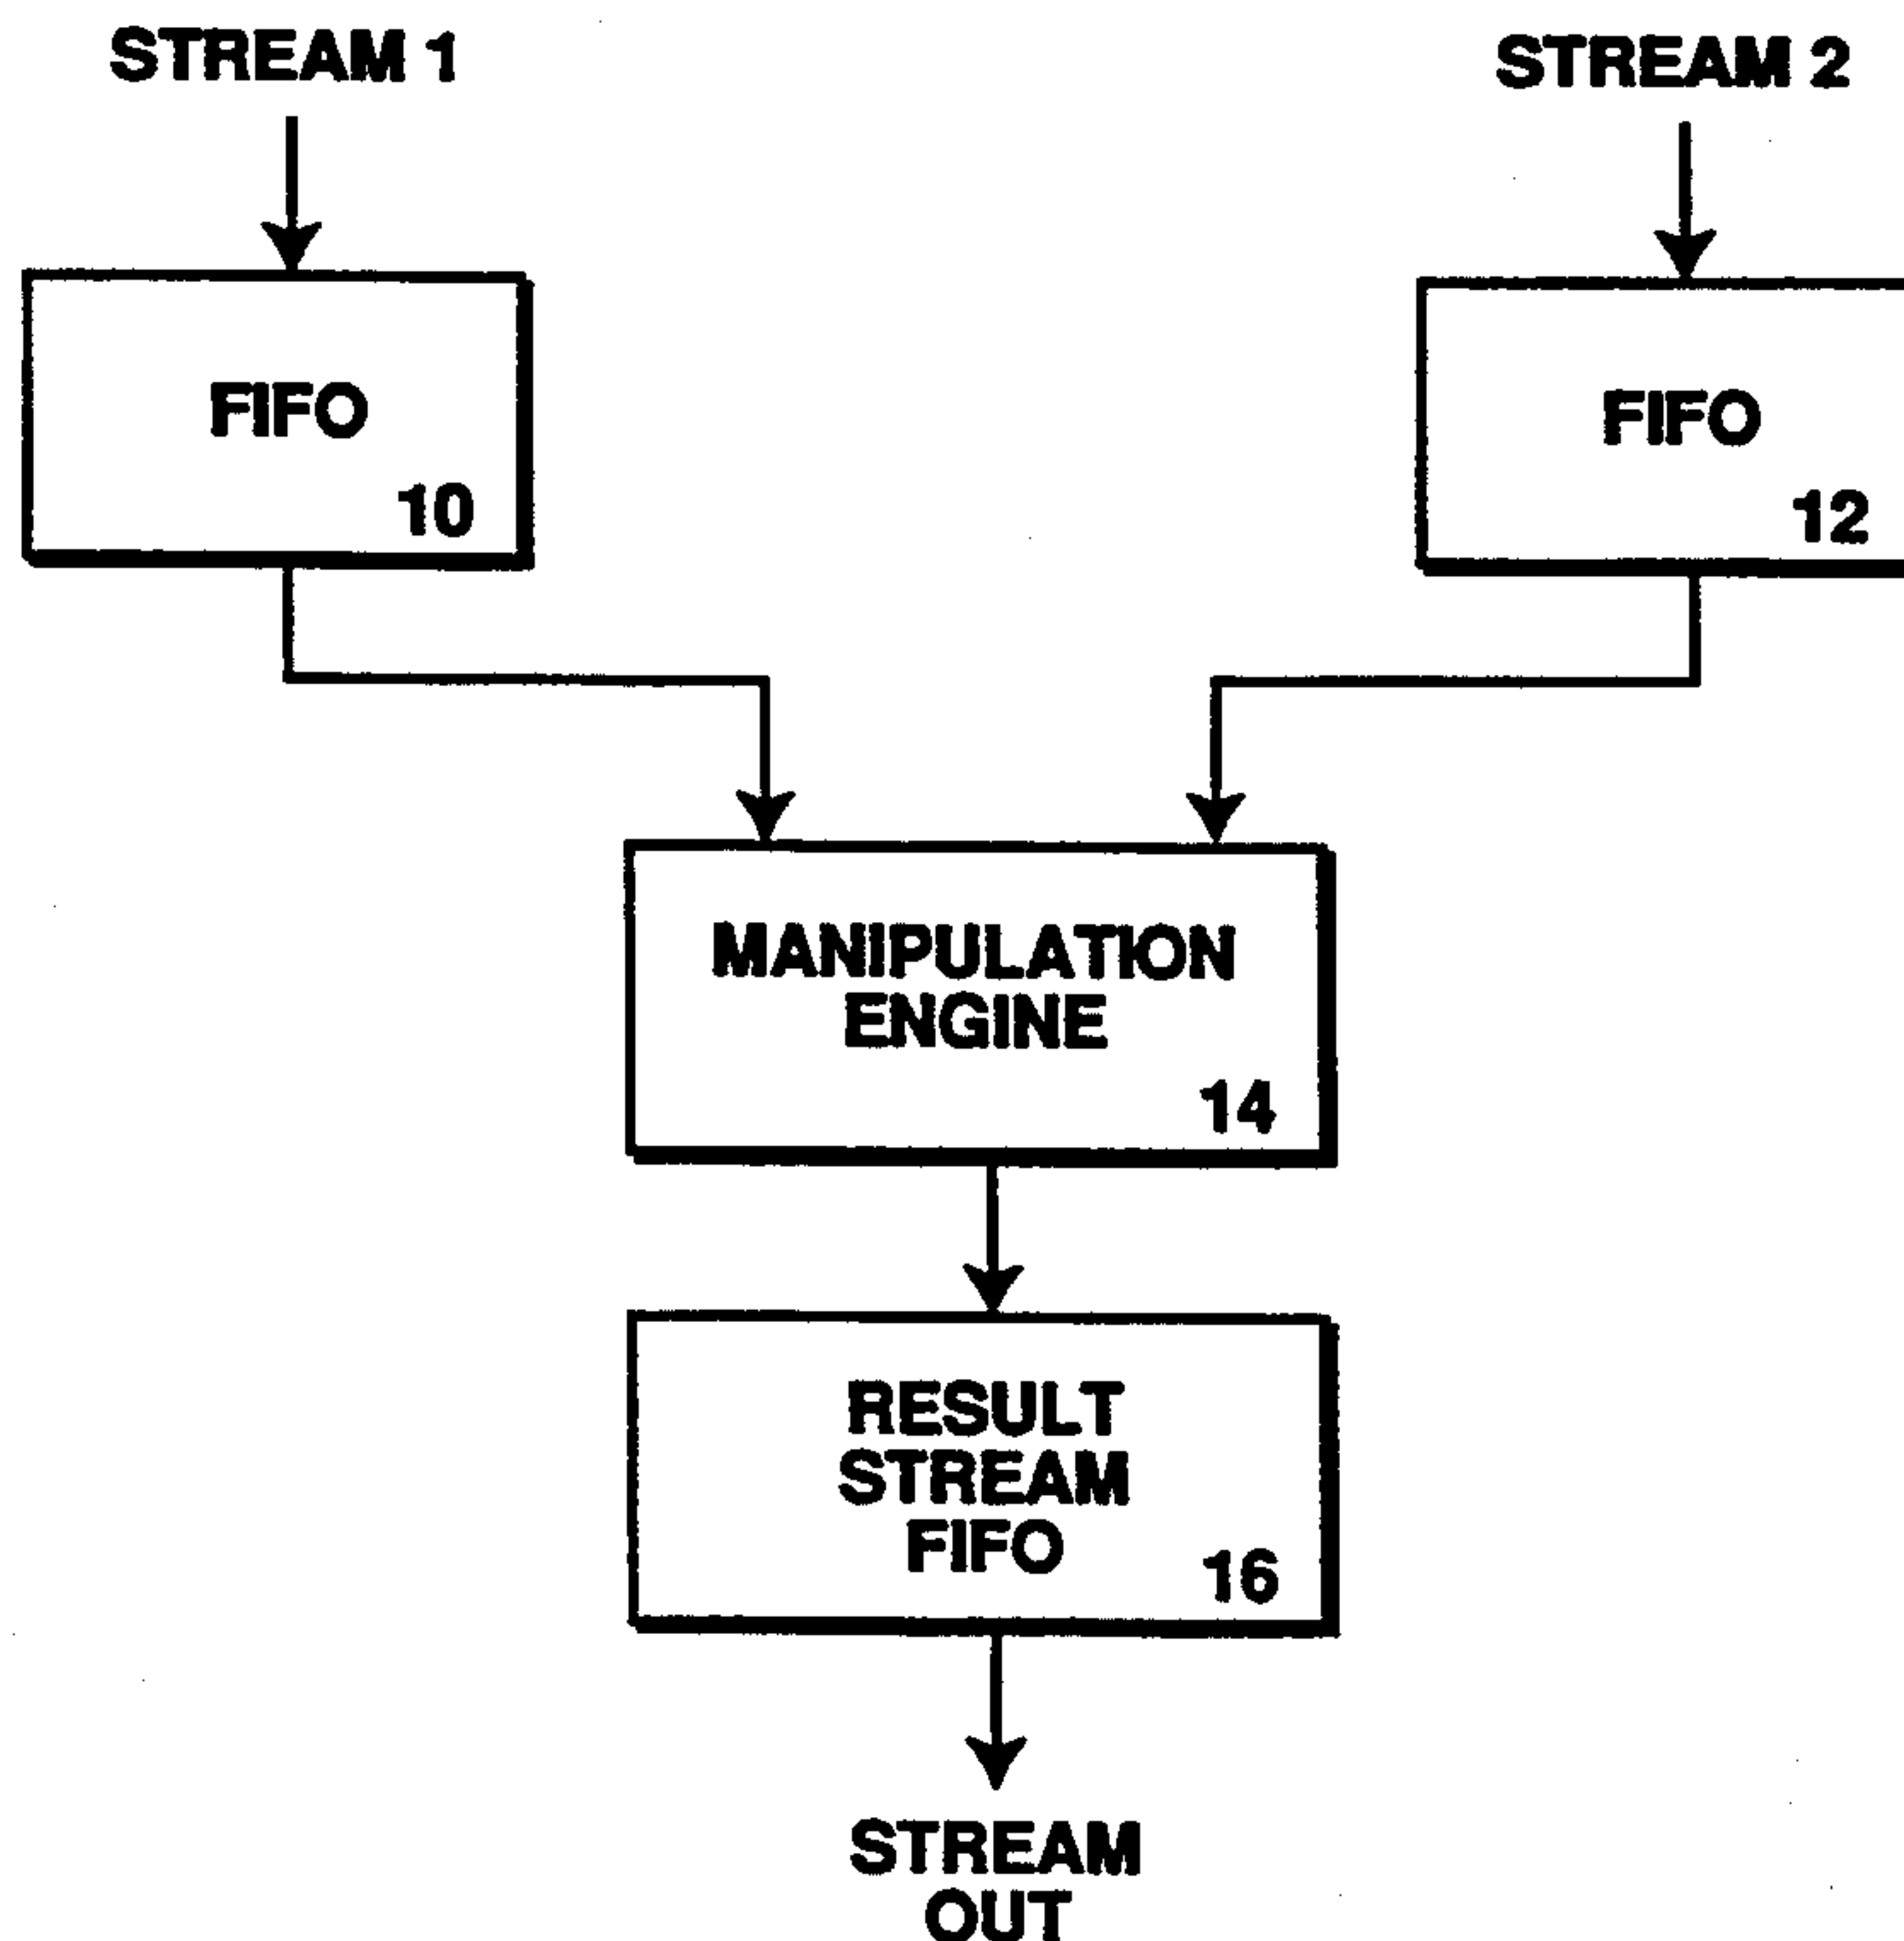 STREAM 1
STREAM 2
FIFO
10
FIFO
12
MANIPULATION
ENGINE
14
RESULT
STREAM
FIFO
16
STREAM
OUT